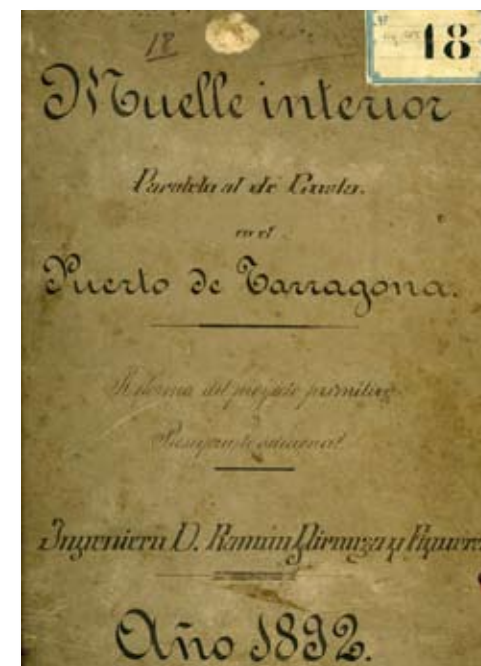 18
18
Muelle interior
Paralelo al de Costa.
en el
Puerto de Tarragona.
Reforma del proyecto primitivo
y
Presupuesto adicional
Ingeniero D. Ramón y
Año 1892.